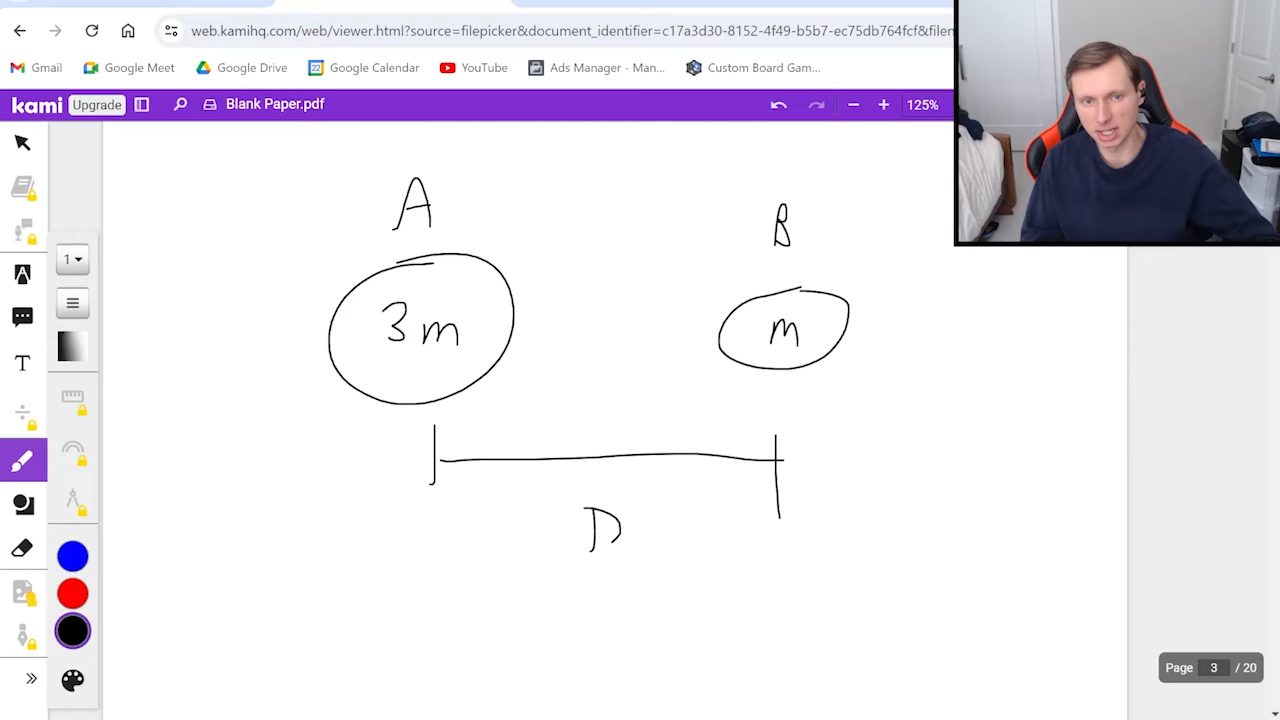 web.kamihq.com/web/viewer.html?source=filepicker&document_identifier=c17a3d30-8152-4f49-b5b7-ec75db764fcf&filen
Gmail Google Meet Google Drive 22 Google Calendar YouTube Ads Manager - Man... Custom Board Gam...
kami Upgrade Blank Paper.pdf 125%
A B
3m m
D
1
A
T
Page 3 / 20